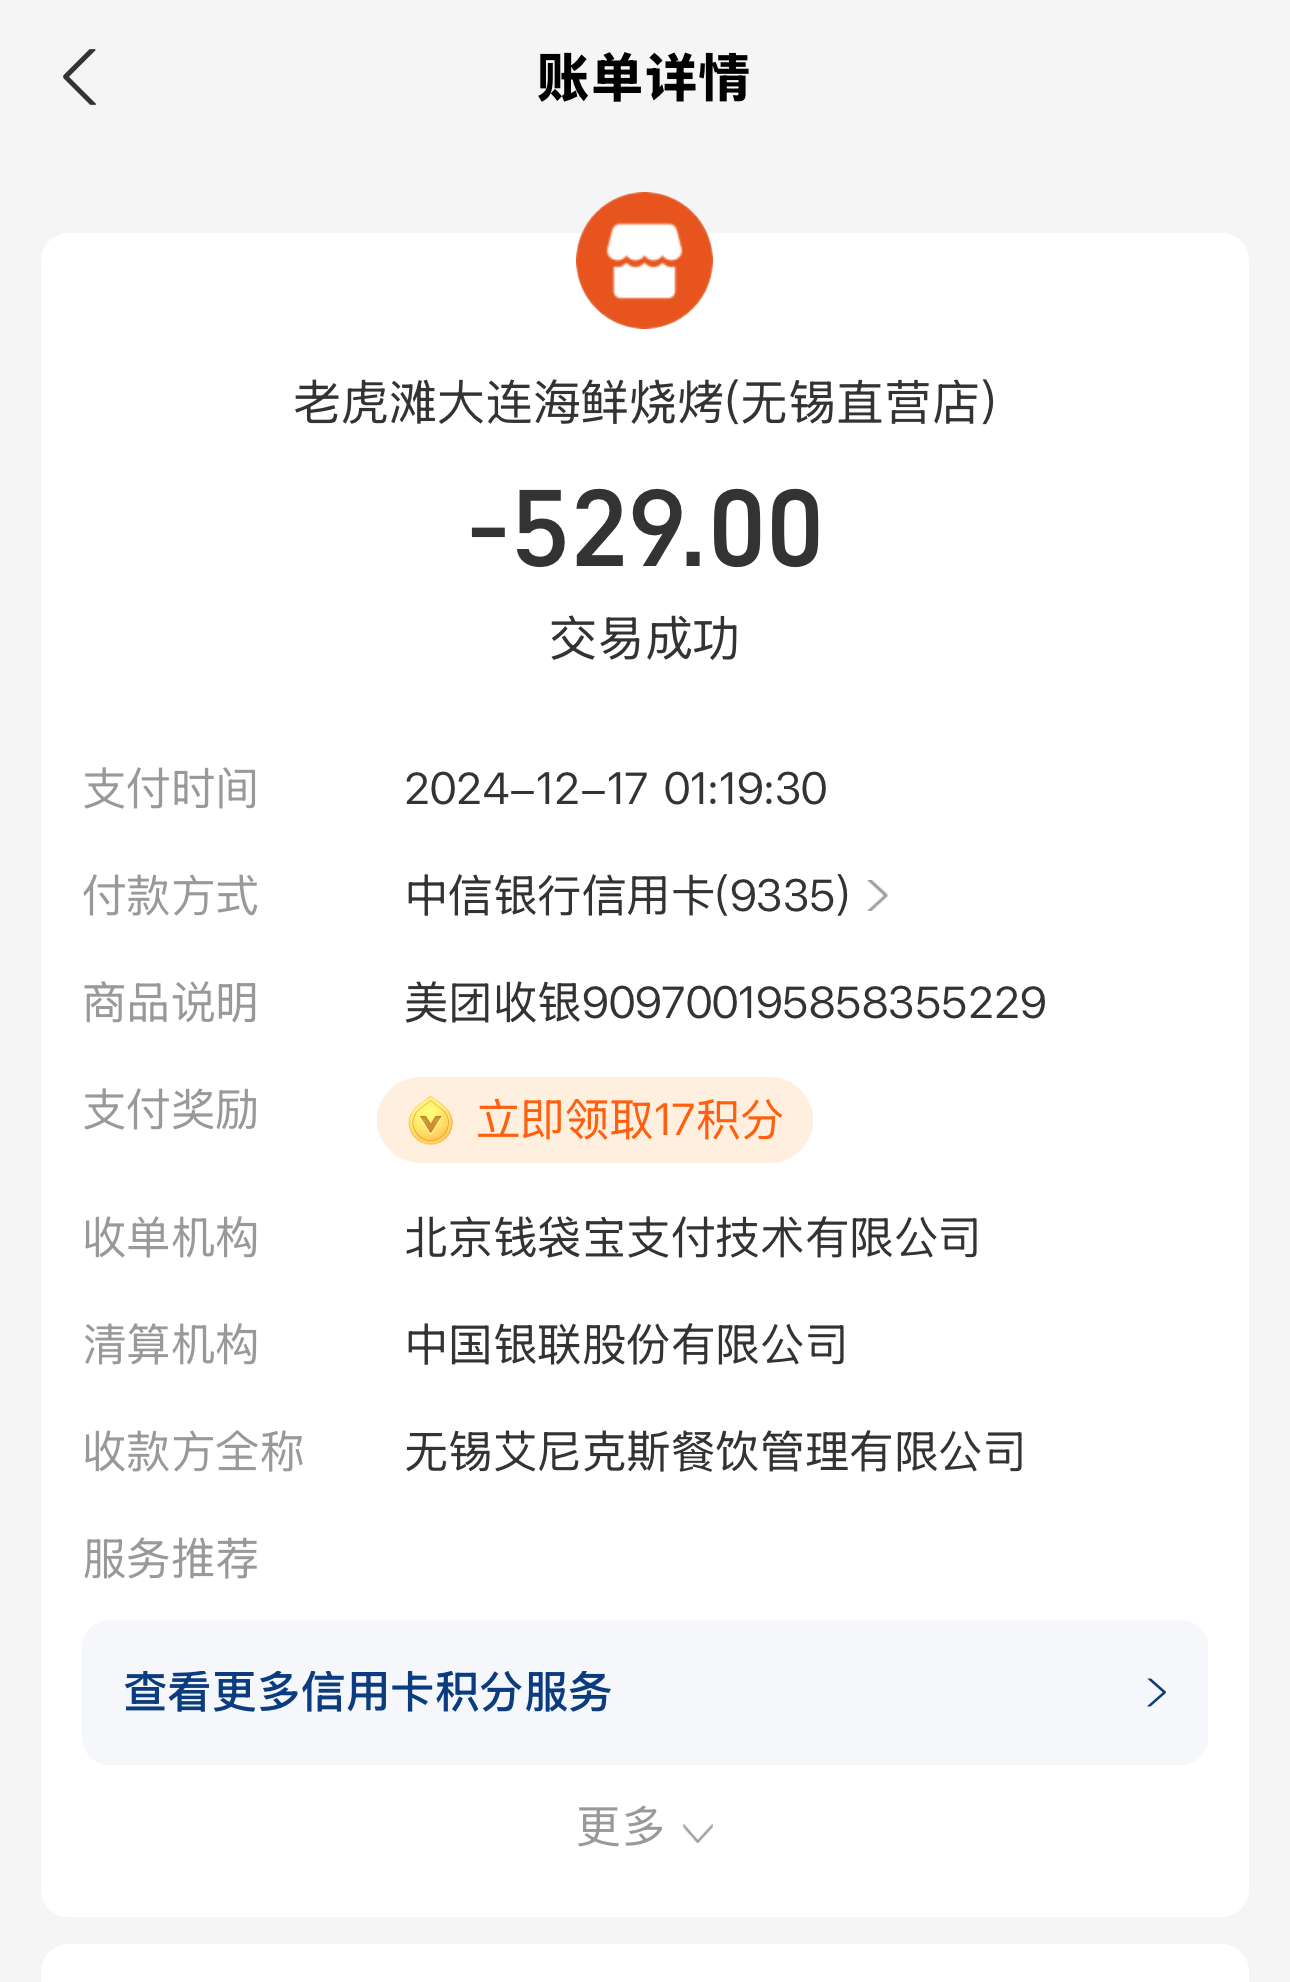 账单详情
老虎滩大连海鲜烧烤(无锡直营店)
-529.00
交易成功
支付时间 2024-12-17 01:19:30
付款方式 中信银行信用卡(9335)
商品说明 美团收银909700195858355229
支付奖励 立即领取17积分
收单机构 北京钱袋宝支付技术有限公司
清算机构 中国银联股份有限公司
收款方全称 无锡艾尼克斯餐饮管理有限公司
服务推荐
查看更多信用卡积分服务
更多